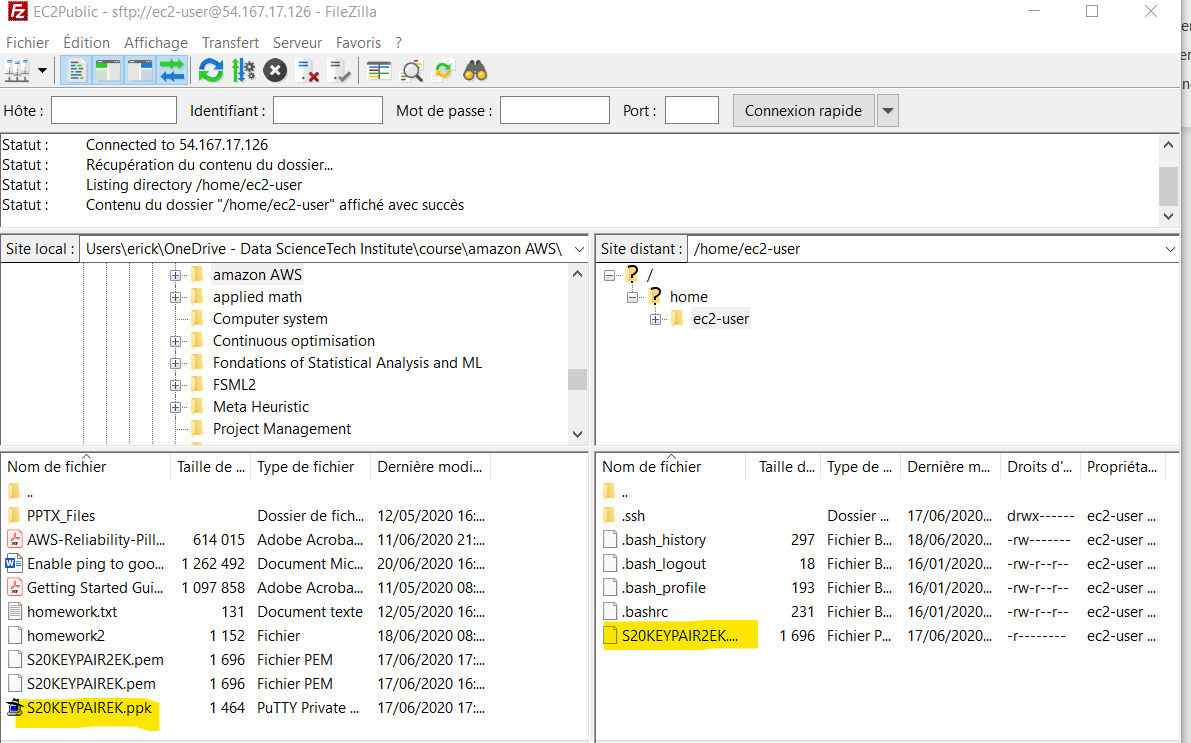 EC2Public - sftp://ec2-user@54.167.17.126 - FileZilla
Fichier Édition Affichage Transfert Serveur Favoris ?
Hôte : Identifiant : Mot de passe : Port : Connexion rapide
Statut : Connected to 54.167.17.126
Statut : Récupération du contenu du dossier...
Statut : Listing directory /home/ec2-user
Statut : Contenu du dossier "/home/ec2-user" affiché avec succès
Site local : Users\erick\OneDrive - Data ScienceTech Institute\course\amazon AWS\
amazon AWS
applied math
Computer system
Continuous optimisation
Fondations of Statistical Analysis and ML
FSML2
Meta Heuristic
Project Management
Site distant : /home/ec2-user
/
home
ec2-user
Nom de fichier Taille de ... Type de fichier Dernière modi...
..
PPTX_Files Dossier de fich... 12/05/2020 16:...
AWS-Reliability-Pill... 614 015 Adobe Acroba... 11/06/2020 21:...
Enable ping to goo... 1 262 492 Document Mic... 20/06/2020 16:...
Getting Started Gui... 1 097 858 Adobe Acroba... 11/05/2020 08:...
homework.txt 131 Document texte 12/05/2020 16:...
homework2 1 152 Fichier 18/06/2020 08:...
S20KEYPAIR2EK.pem 1 696 Fichier PEM 17/06/2020 17:...
S20KEYPAIREK.pem 1 696 Fichier PEM 17/06/2020 16:...
S20KEYPAIREK.ppk 1 464 PuTTY Private ... 17/06/2020 17:...
Nom de fichier Taille d... Type de ... Dernière m... Droits d'... Propriéta...
..
.ssh Dossier ... 17/06/2020... drwx------ ec2-user ...
.bash_history 297 Fichier B... 18/06/2020... -rw------- ec2-user ...
.bash_logout 18 Fichier B... 16/01/2020... -rw-r--r-- ec2-user ...
.bash_profile 193 Fichier B... 16/01/2020... -rw-r--r-- ec2-user ...
.bashrc 231 Fichier B... 16/01/2020... -rw-r--r-- ec2-user ...
S20KEYPAIR2EK.... 1 696 Fichier P... 17/06/2020... -r-------- ec2-user ...